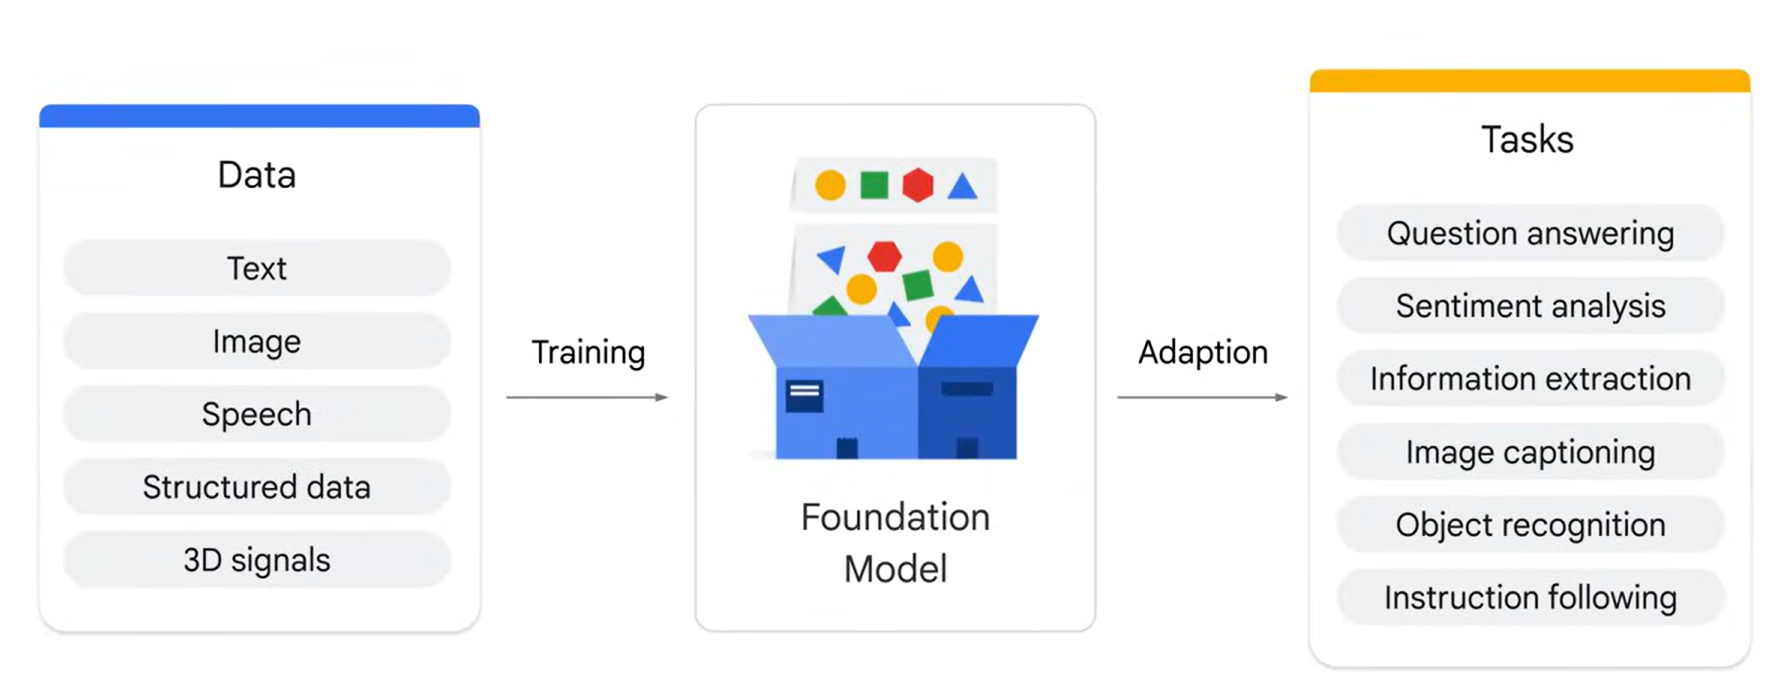 Data
Text
Image
Speech
Structured data
3D signals
Training
Foundation
Model
Adaption
Tasks
Question answering
Sentiment analysis
Information extraction
Image captioning
Object recognition
Instruction following